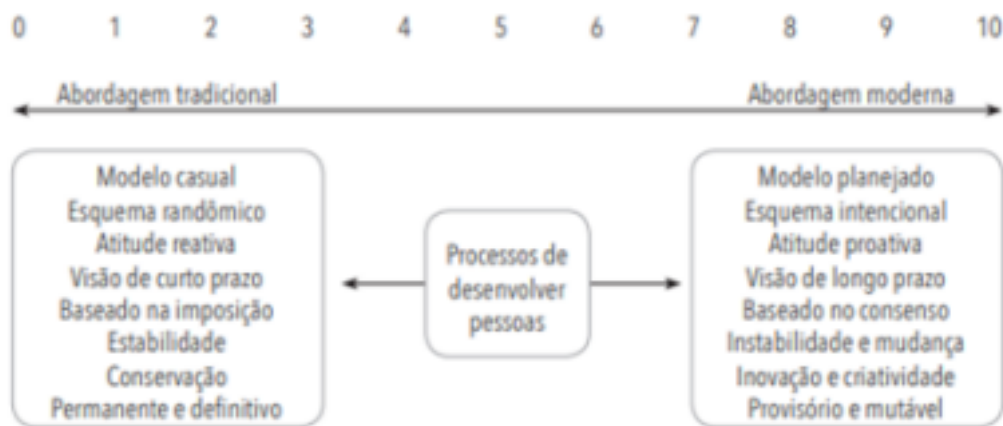 0 1 2 3 4 5 6 7 8 9 10
Abordagem tradicional
Abordagem moderna
Modelo casual
Esquema randômico
Atitude reativa
Visão de curto prazo
Baseado na imposição
Estabilidade
Conservação
Permanente e definitivo
Processos de
desenvolver
pessoas
Modelo planejado
Esquema intencional
Atitude proativa
Visão de longo prazo
Baseado no consenso
Instabilidade e mudança
Inovação e criatividade
Provisório e mutável